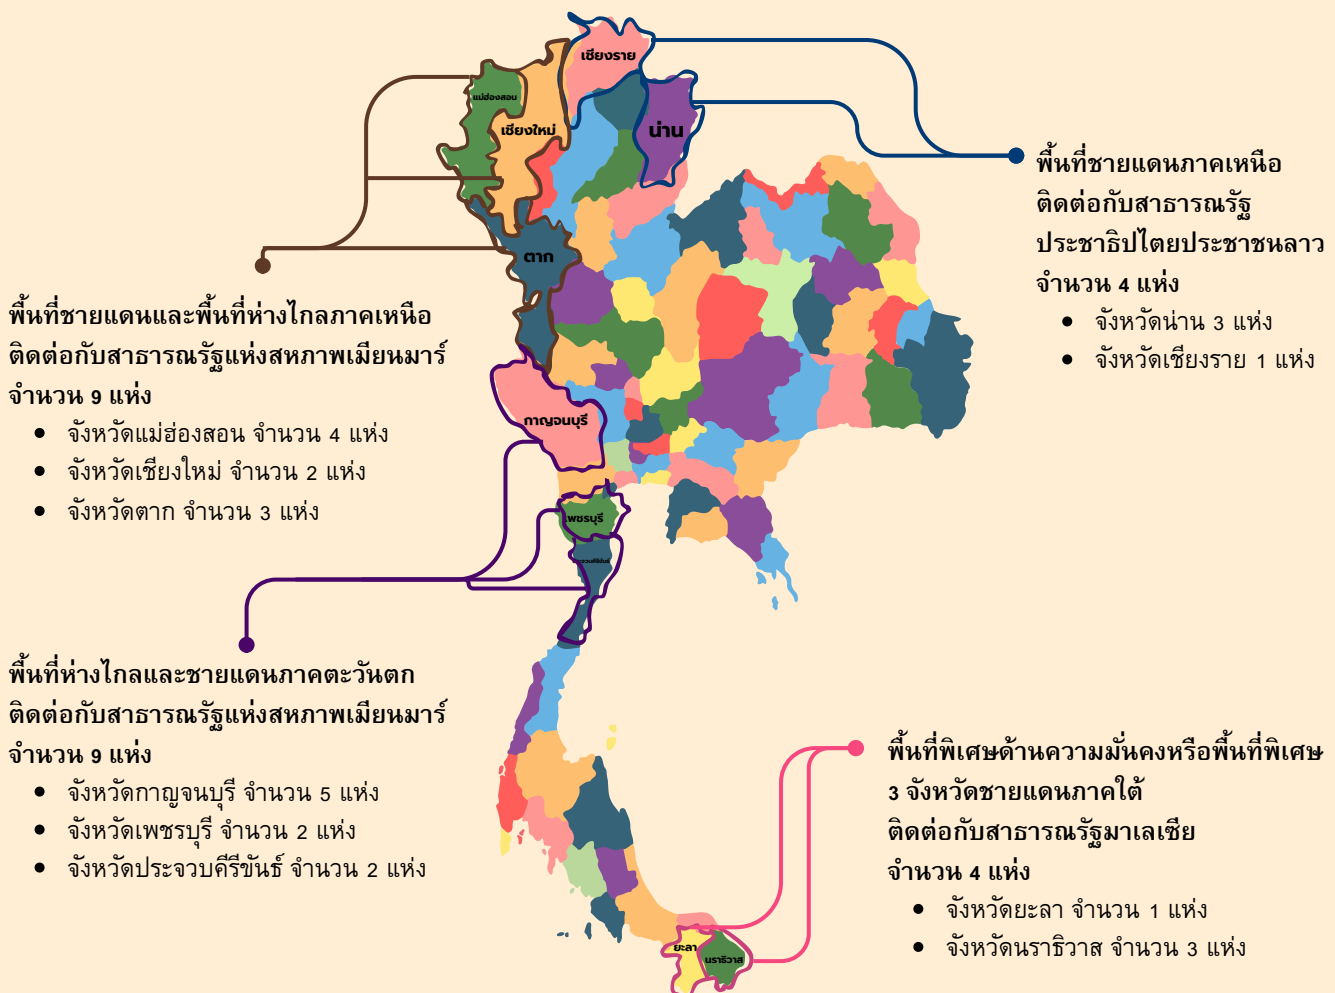 เชียงราย
แม่ฮ่องสอน
เชียงใหม่
น่าน
ตาก
กาญจนบุรี
เพชรบุรี
ยะลา
นราธิวาส
พื้นที่ชายแดนภาคเหนือ
ติดต่อกับสาธารณรัฐ
ประชาธิปไตยประชาชนลาว
จำนวน 4 แห่ง
• จังหวัดน่าน 3 แห่ง
• จังหวัดเชียงราย 1 แห่ง
พื้นที่ชายแดนและพื้นที่ห่างไกลภาคเหนือ
ติดต่อกับสาธารณรัฐแห่งสหภาพเมียนมาร์
จำนวน 9 แห่ง
• จังหวัดแม่ฮ่องสอน จำนวน 4 แห่ง
• จังหวัดเชียงใหม่ จำนวน 2 แห่ง
• จังหวัดตาก จำนวน 3 แห่ง
พื้นที่ห่างไกลและชายแดนภาคตะวันตก
ติดต่อกับสาธารณรัฐแห่งสหภาพเมียนมาร์
จำนวน 9 แห่ง
• จังหวัดกาญจนบุรี จำนวน 5 แห่ง
• จังหวัดเพชรบุรี จำนวน 2 แห่ง
• จังหวัดประจวบคีรีขันธ์ จำนวน 2 แห่ง
พื้นที่พิเศษด้านความมั่นคงหรือพื้นที่พิเศษ
3 จังหวัดชายแดนภาคใต้
ติดต่อกับสาธารณรัฐมาเลเซีย
จำนวน 4 แห่ง
• จังหวัดยะลา จำนวน 1 แห่ง
• จังหวัดนราธิวาส จำนวน 3 แห่ง